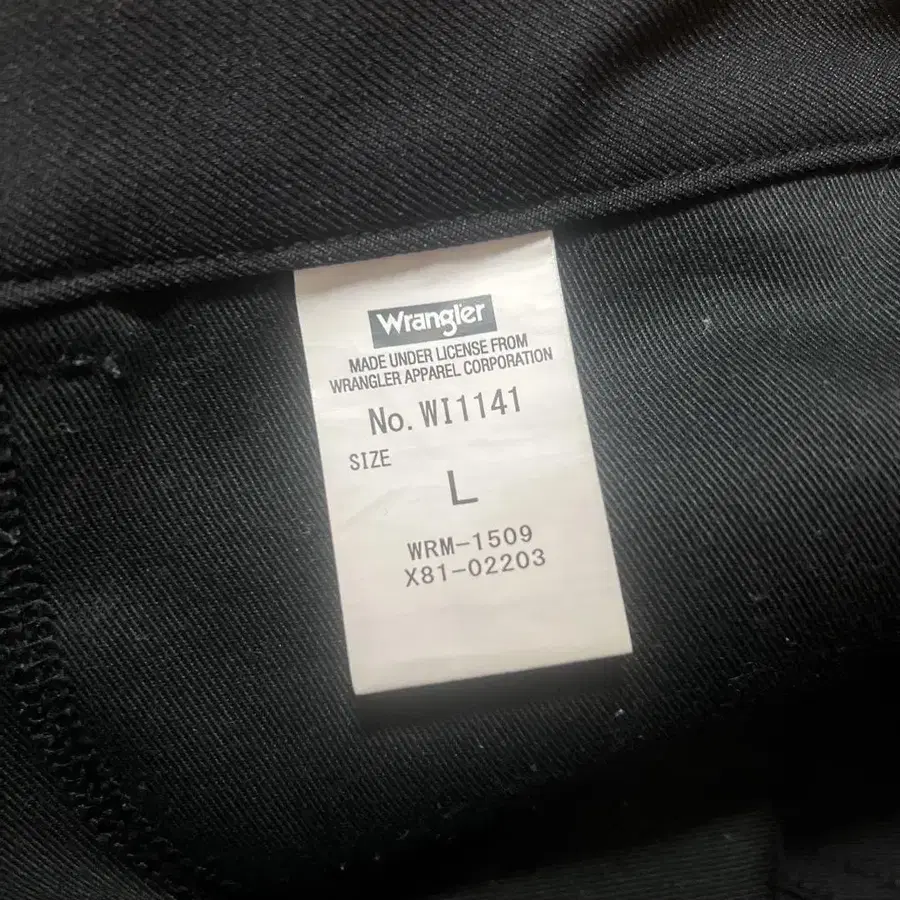 Wrangler
MADE UNDER LICENSE FROM
WRANGLER APPAREL CORPORATION
No. WI1141
SIZE
L
WRM-1509
X81-02203